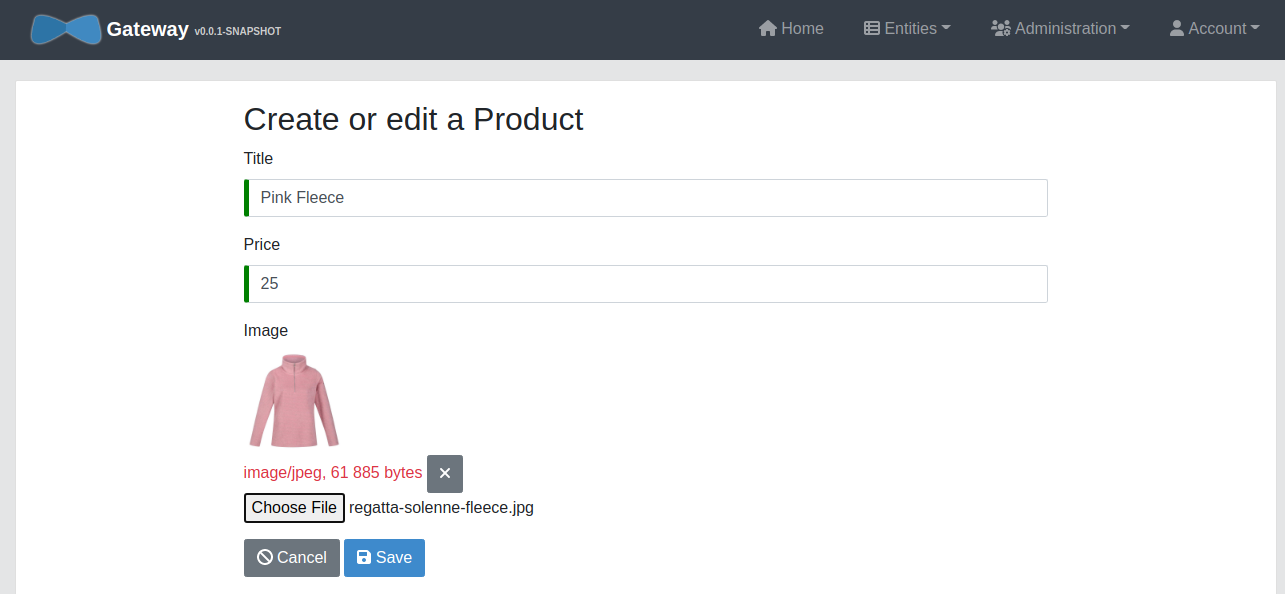 Gateway v0.0.1-SNAPSHOT Home Entities Administration Account
Create or edit a Product
Title
Pink Fleece
Price
25
Image
image/jpeg, 61 885 bytes
Choose File regatta-solenne-fleece.jpg
Cancel Save